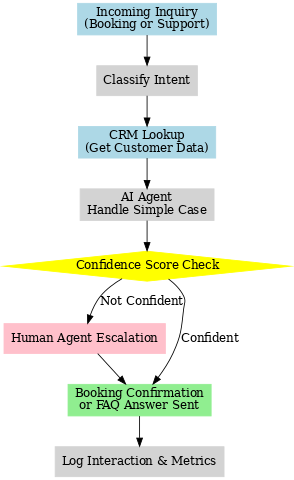 Incoming Inquiry
(Booking or Support)
Classify Intent
CRM Lookup
(Get Customer Data)
AI Agent
Handle Simple Case
Confidence Score Check
Not Confident
Human Agent Escalation
Confident
Booking Confirmation
or FAQ Answer Sent
Log Interaction & Metrics